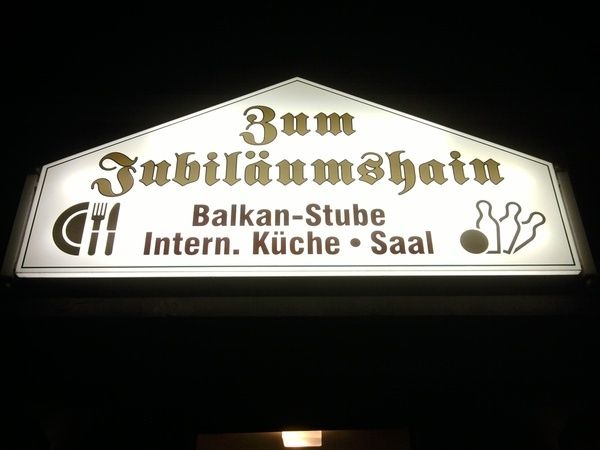 Zum
Jubiläumshain
Balkan-Stube
Intern. Küche • Saal